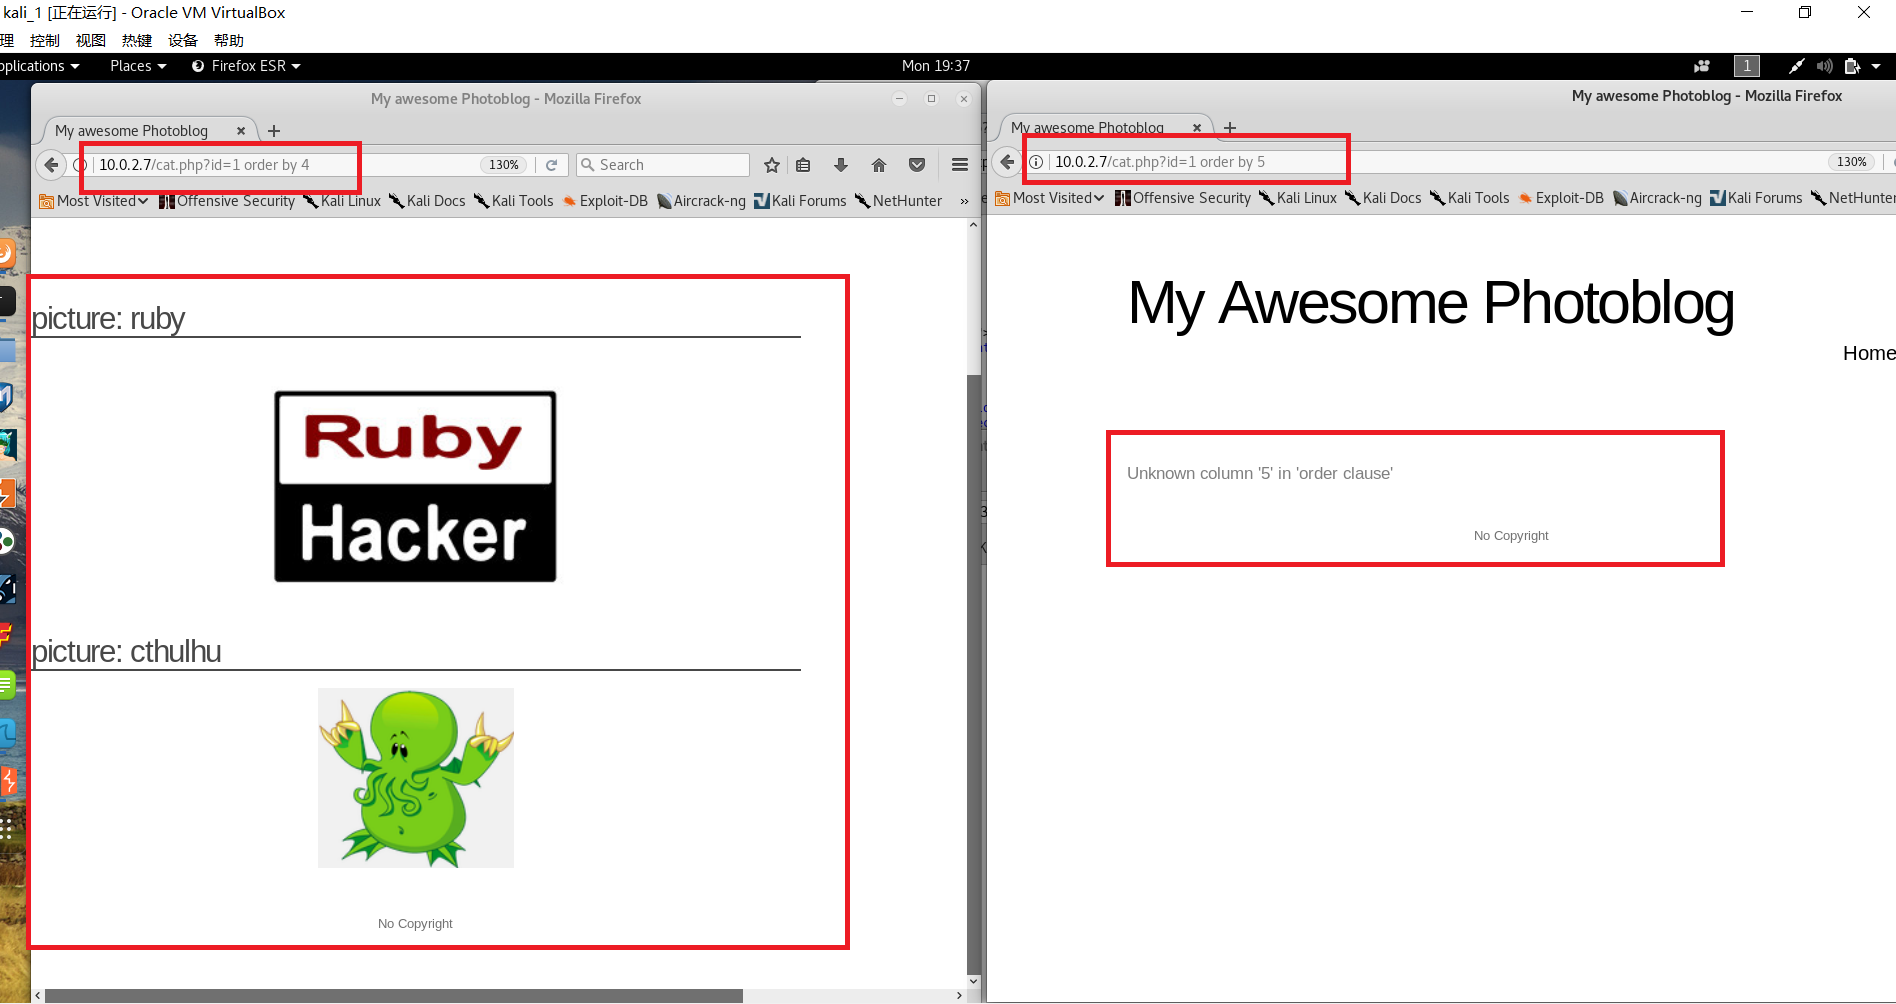 kali_1 [正在运行] - Oracle VM VirtualBox
理 控制 视图 热键 设备 帮助
pplications Places Firefox ESR Mon 19:37 1
My awesome Photoblog - Mozilla Firefox
My awesome Photoblog
10.0.2.7/cat.php?id=1 order by 4 130% Search
Most Visited Offensive Security Kali Linux Kali Docs Kali Tools Exploit-DB Aircrack-ng Kali Forums NetHunter »
picture: ruby
Ruby
Hacker
picture: cthulhu
No Copyright
My awesome Photoblog - Mozilla Firefox
My awesome Photoblog
10.0.2.7/cat.php?id=1 order by 5 130%
Most Visited Offensive Security Kali Linux Kali Docs Kali Tools Exploit-DB Aircrack-ng Kali Forums NetHunter
My Awesome Photoblog
Home
Unknown column '5' in 'order clause'
No Copyright